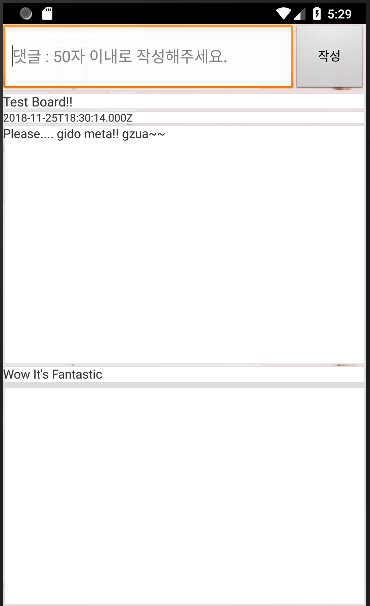 5:29
댓글 : 50자 이내로 작성해주세요.
작성
Test Board!!
2018-11-25T18:30:14.000Z
Please.... gido meta!! gzua~~
Wow It's Fantastic